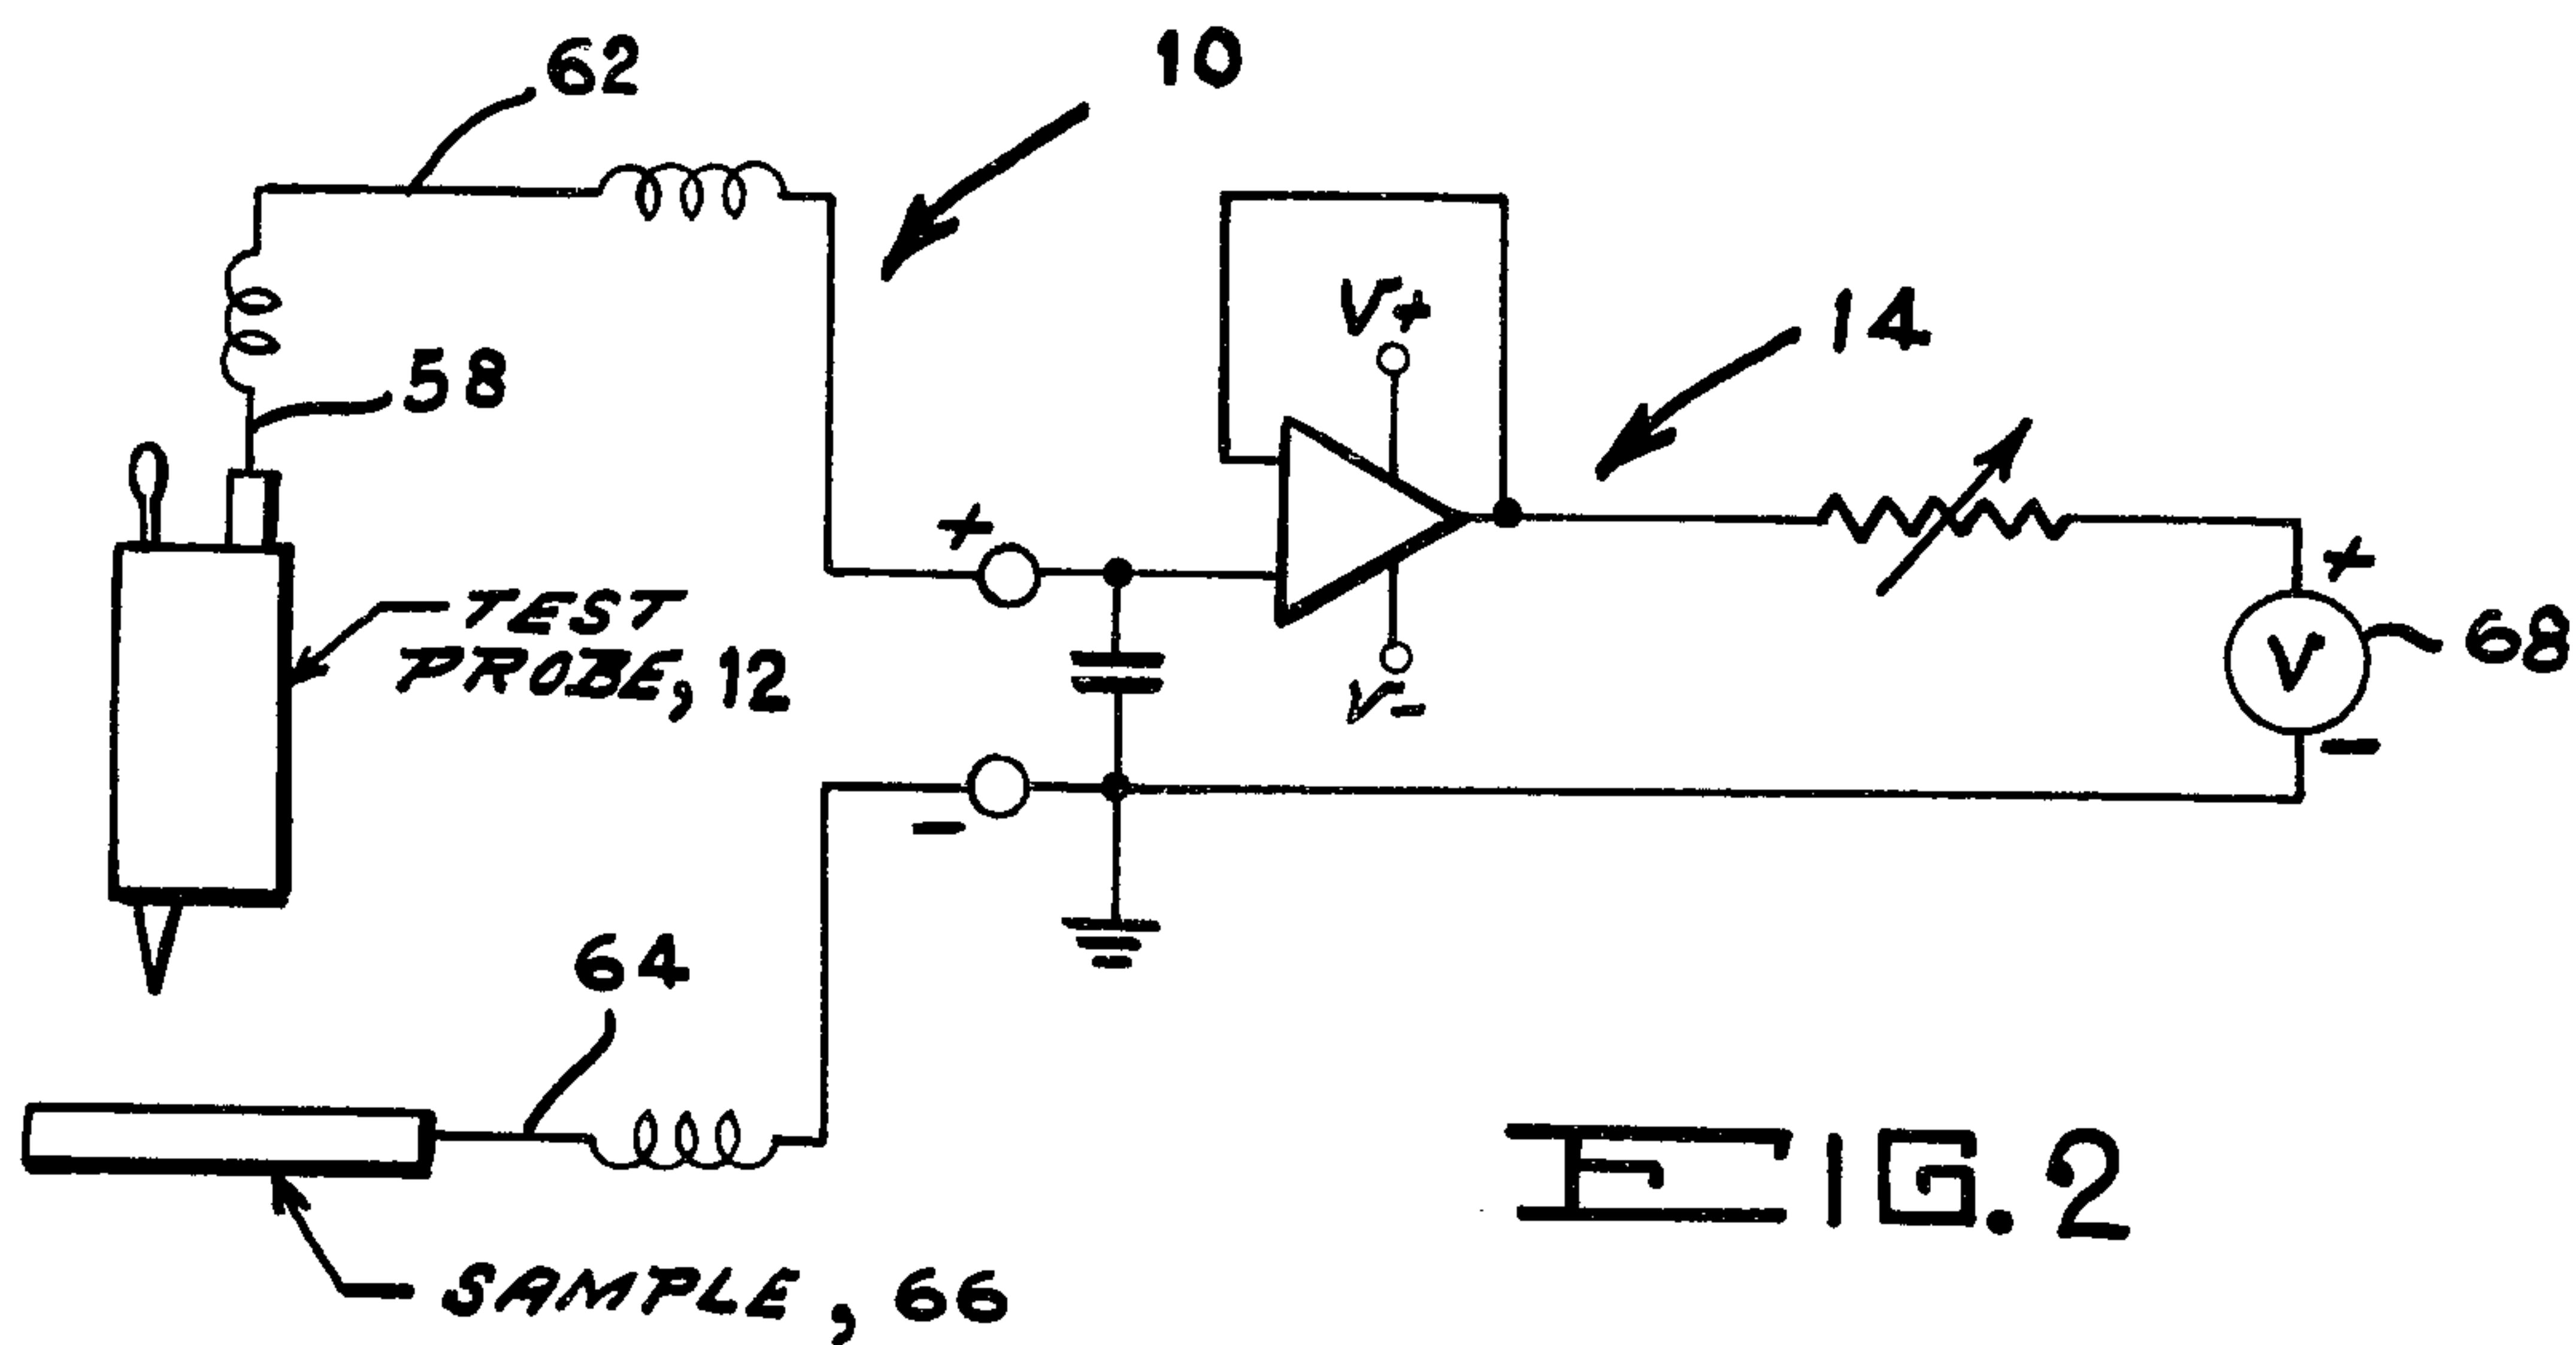 62
10
58
V+
14
+
TEST
PROBE, 12
+
V
68
V-
-
-
64
SAMPLE, 66
FIG. 2